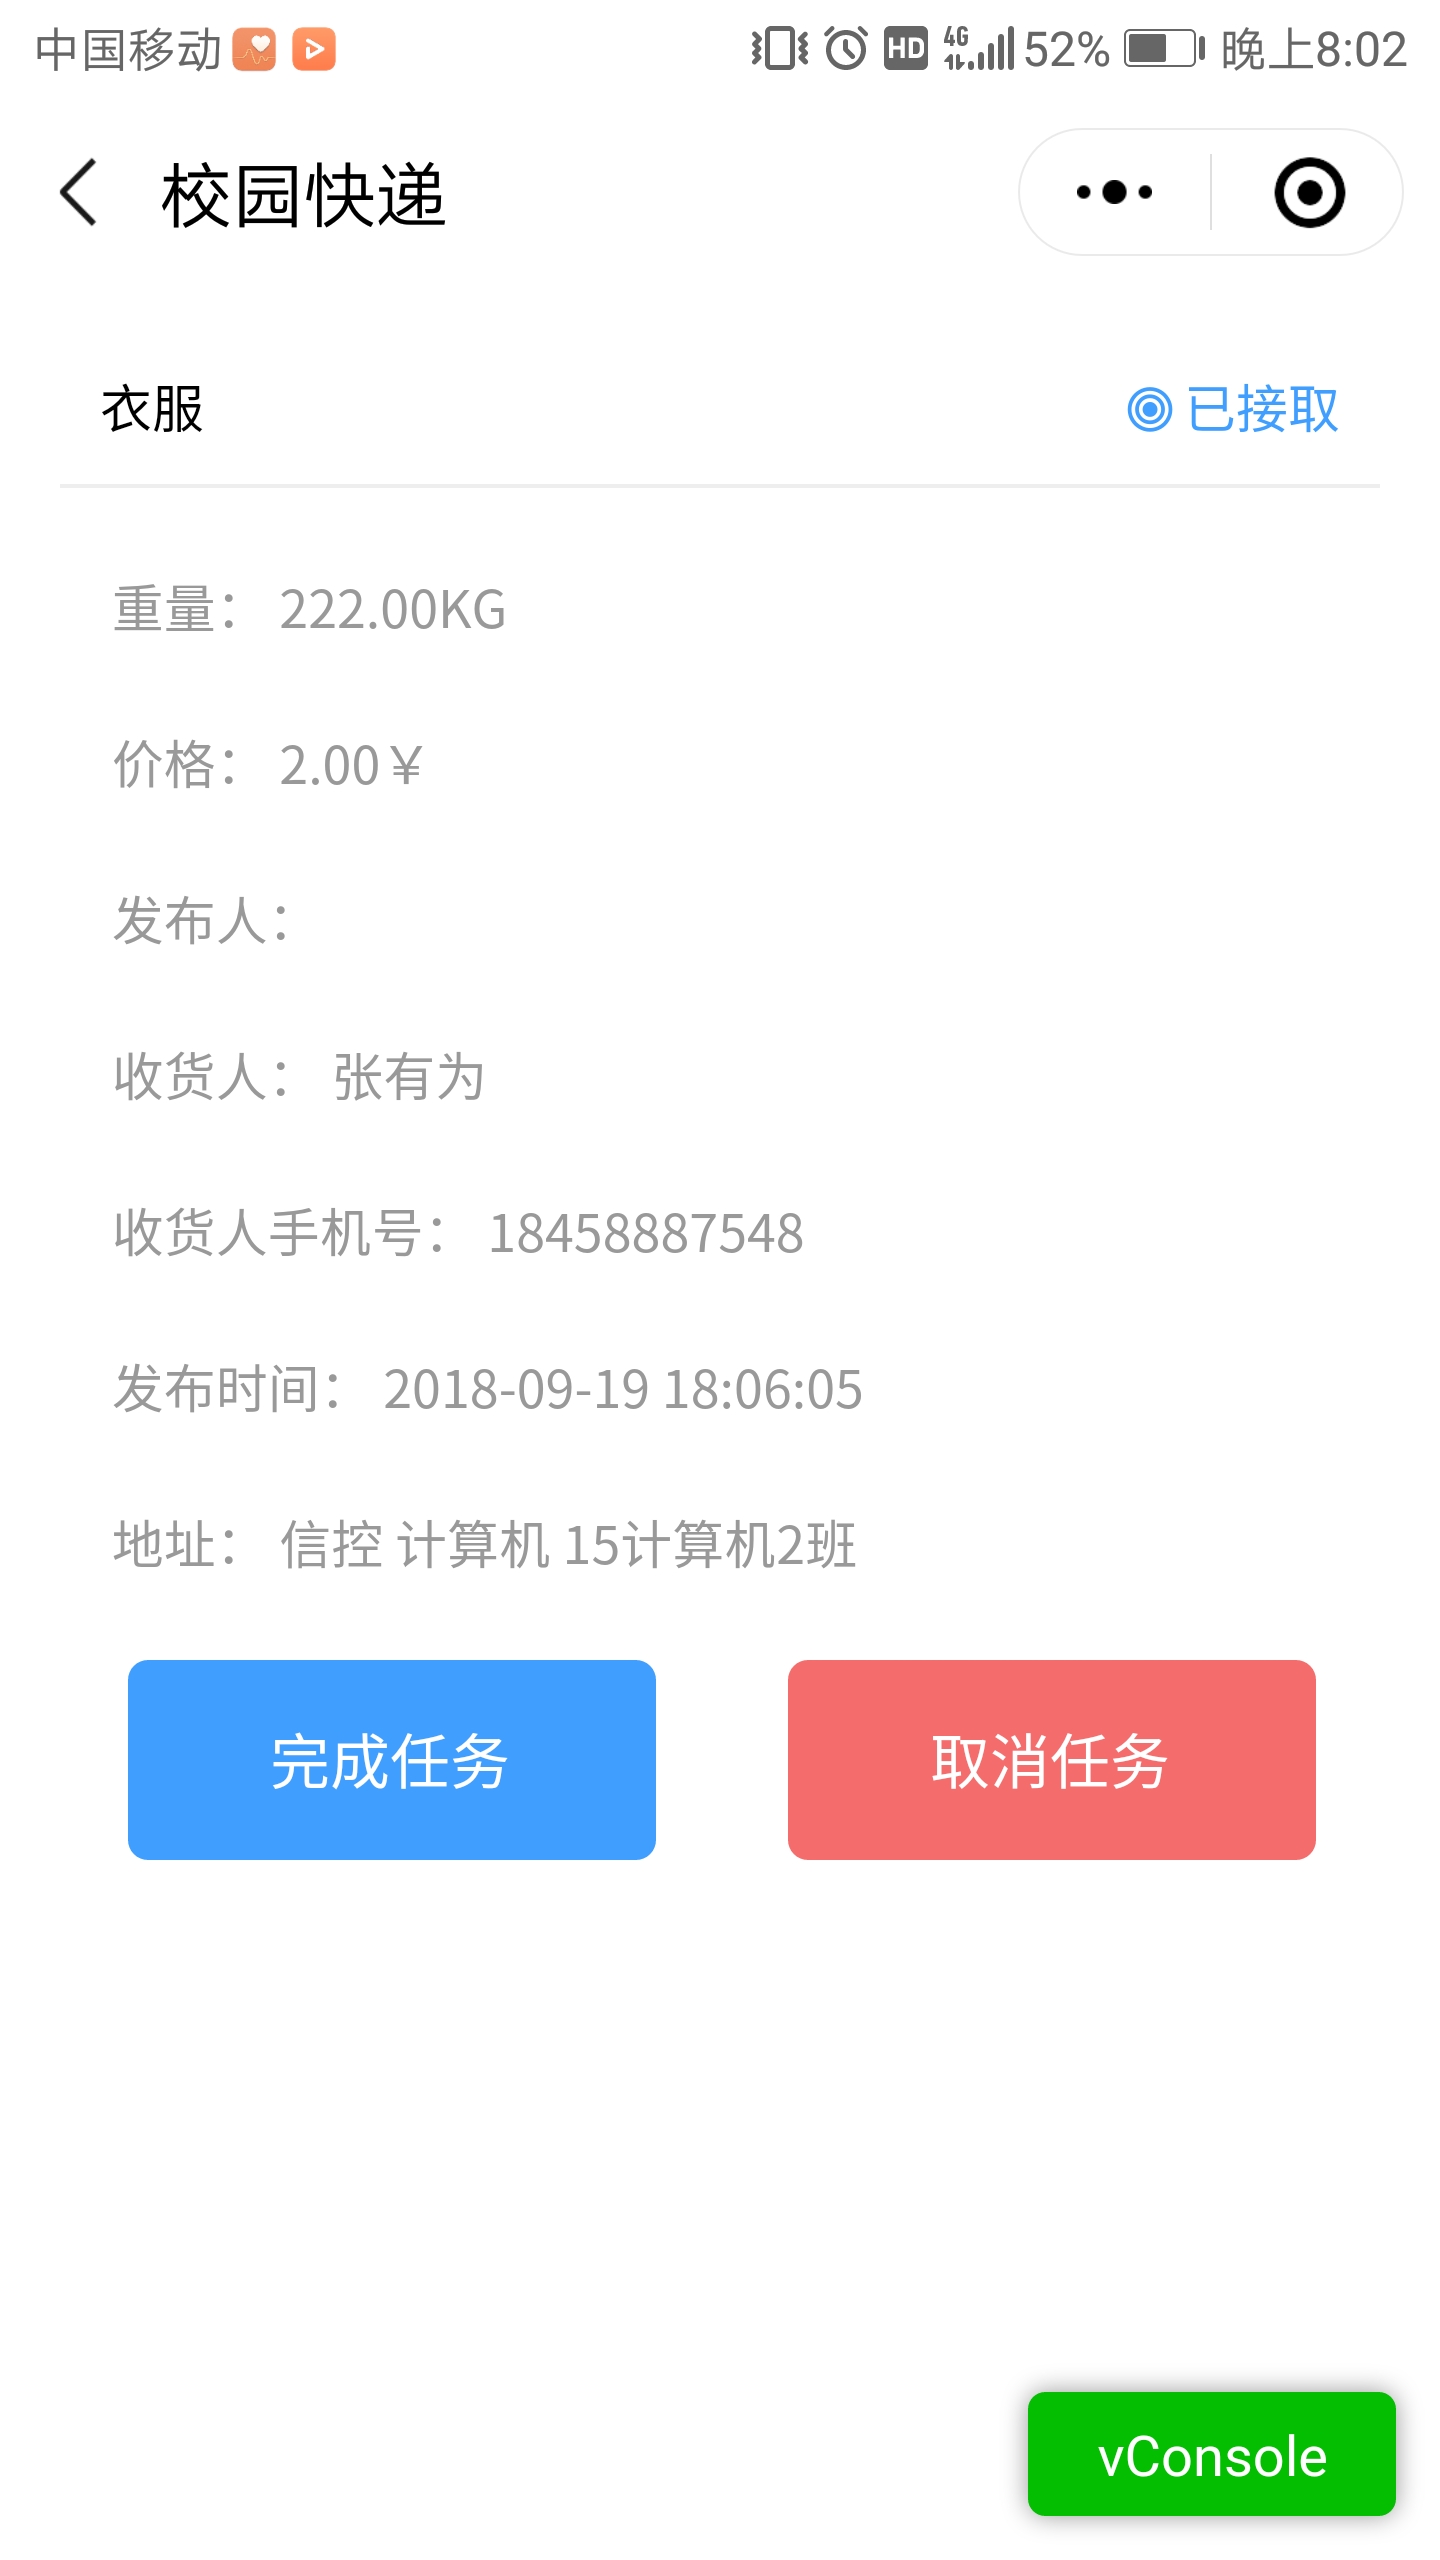 中国移动 HD 4G 52% 晚上8:02
校园快递
衣服 已接取
重量： 222.00KG
价格： 2.00￥
发布人：
收货人： 张有为
收货人手机号： 18458887548
发布时间： 2018-09-19 18:06:05
地址： 信控 计算机 15计算机2班
完成任务 取消任务
vConsole